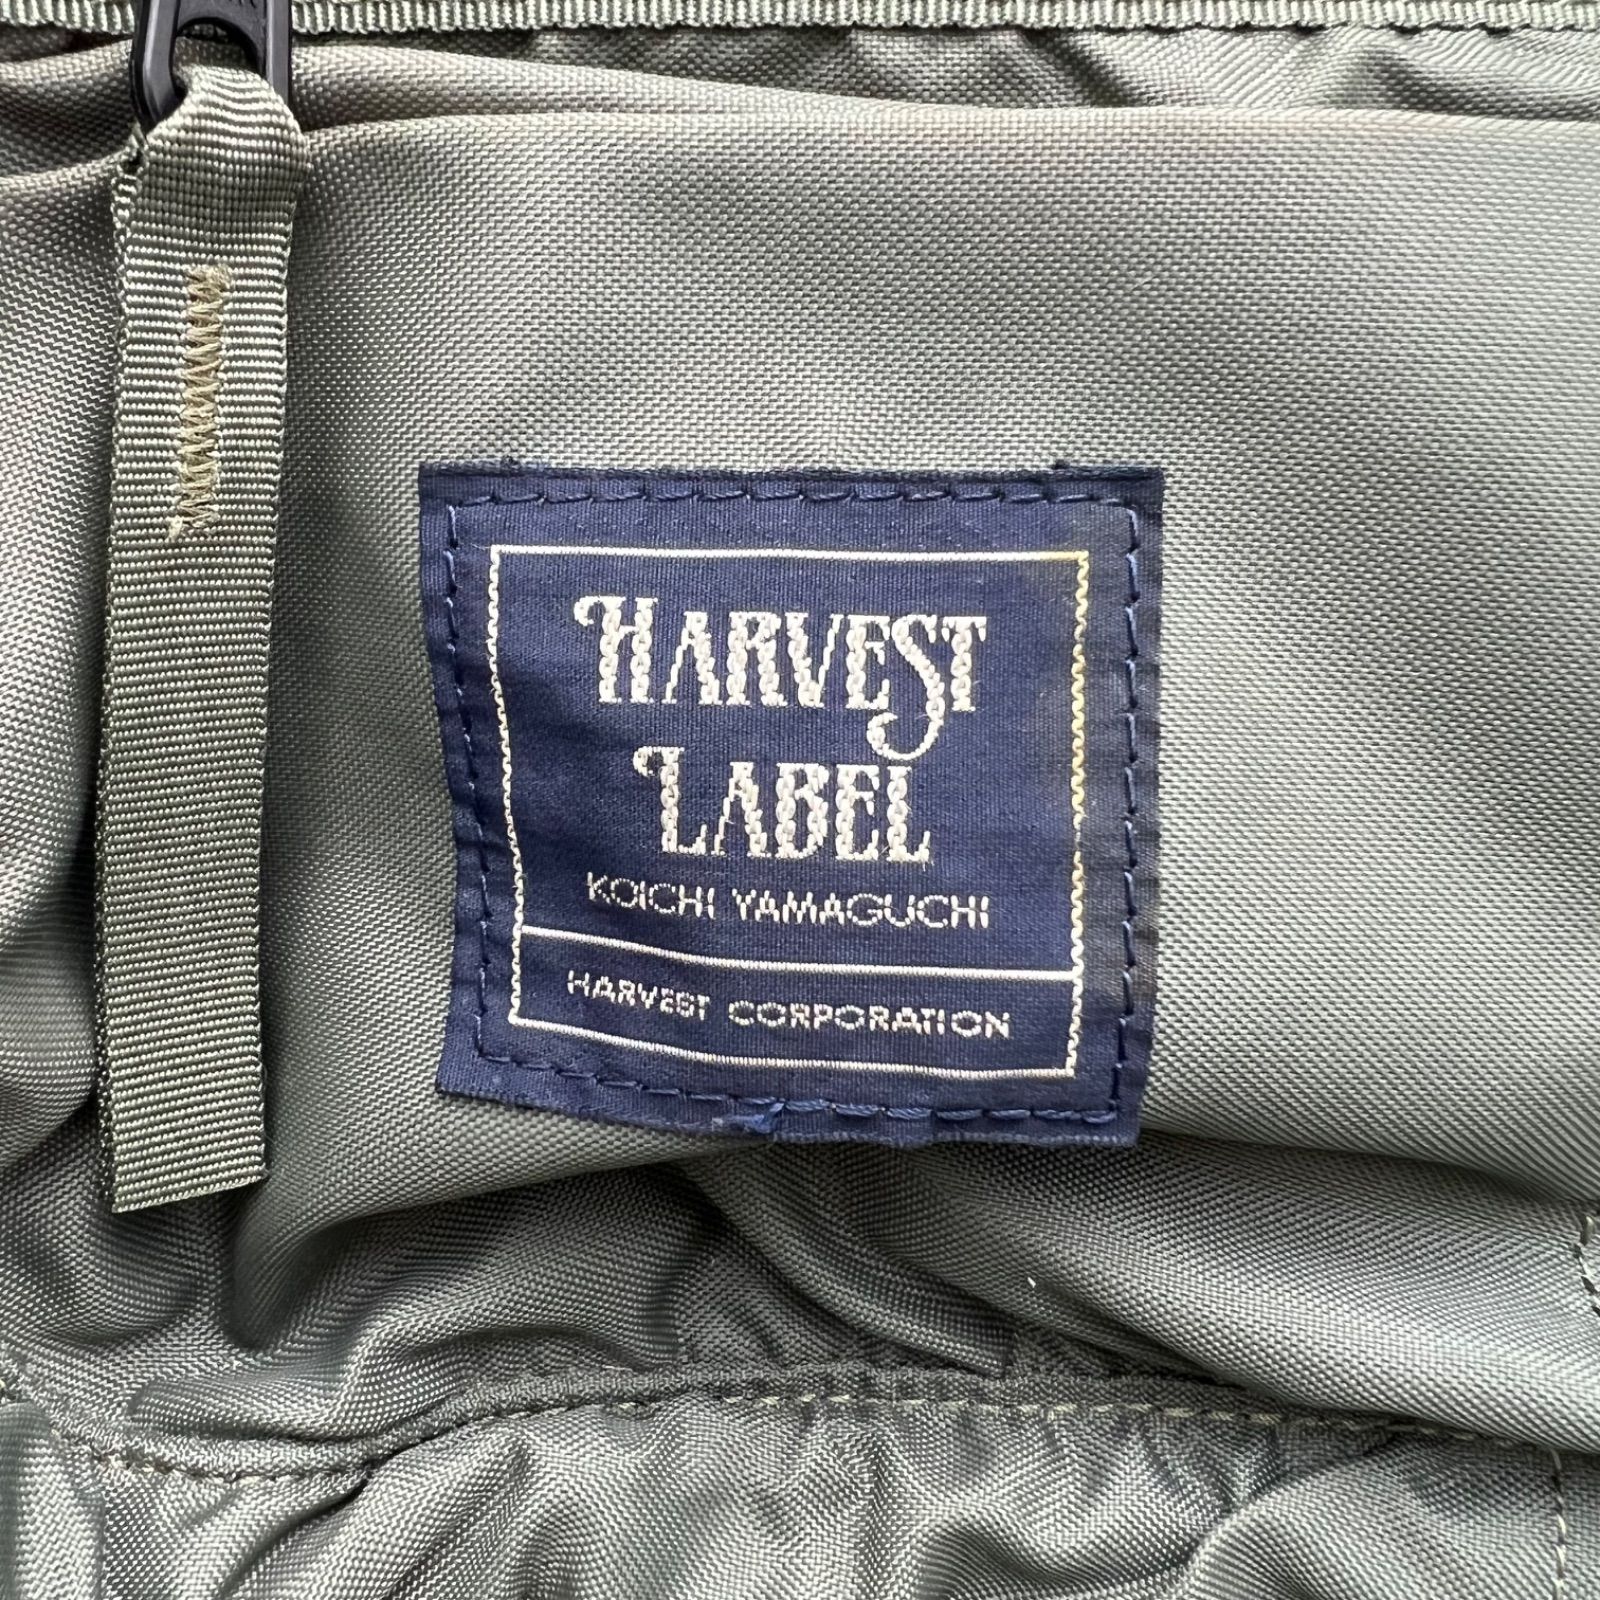 HARVEST
LABEL
KOICHI YAMAGUCHI
HARVEST CORPORATION